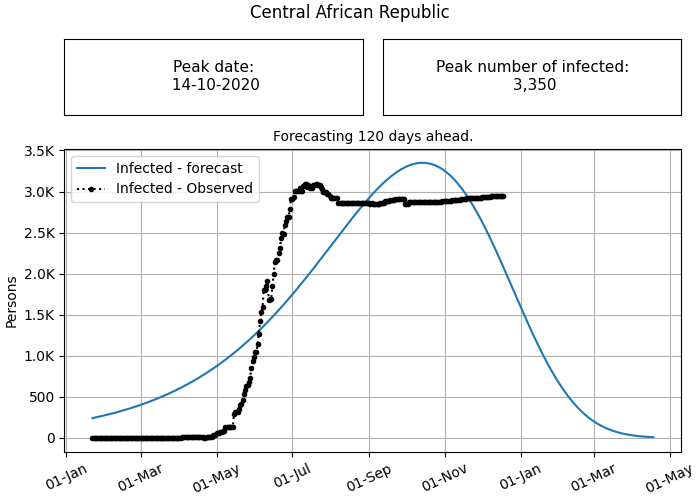 Central African Republic
Peak date:
14-10-2020
Peak number of infected:
3,350
Forecasting 120 days ahead.
Infected - forecast
Infected - Observed
3.5K
3.0K
2.5K
2.0K
1.5K
1.0K
500
0
Persons
01-Jan
01-Mar
01-May
01-Jul
01-Sep
01-Nov
01-Jan
01-Mar
01-May